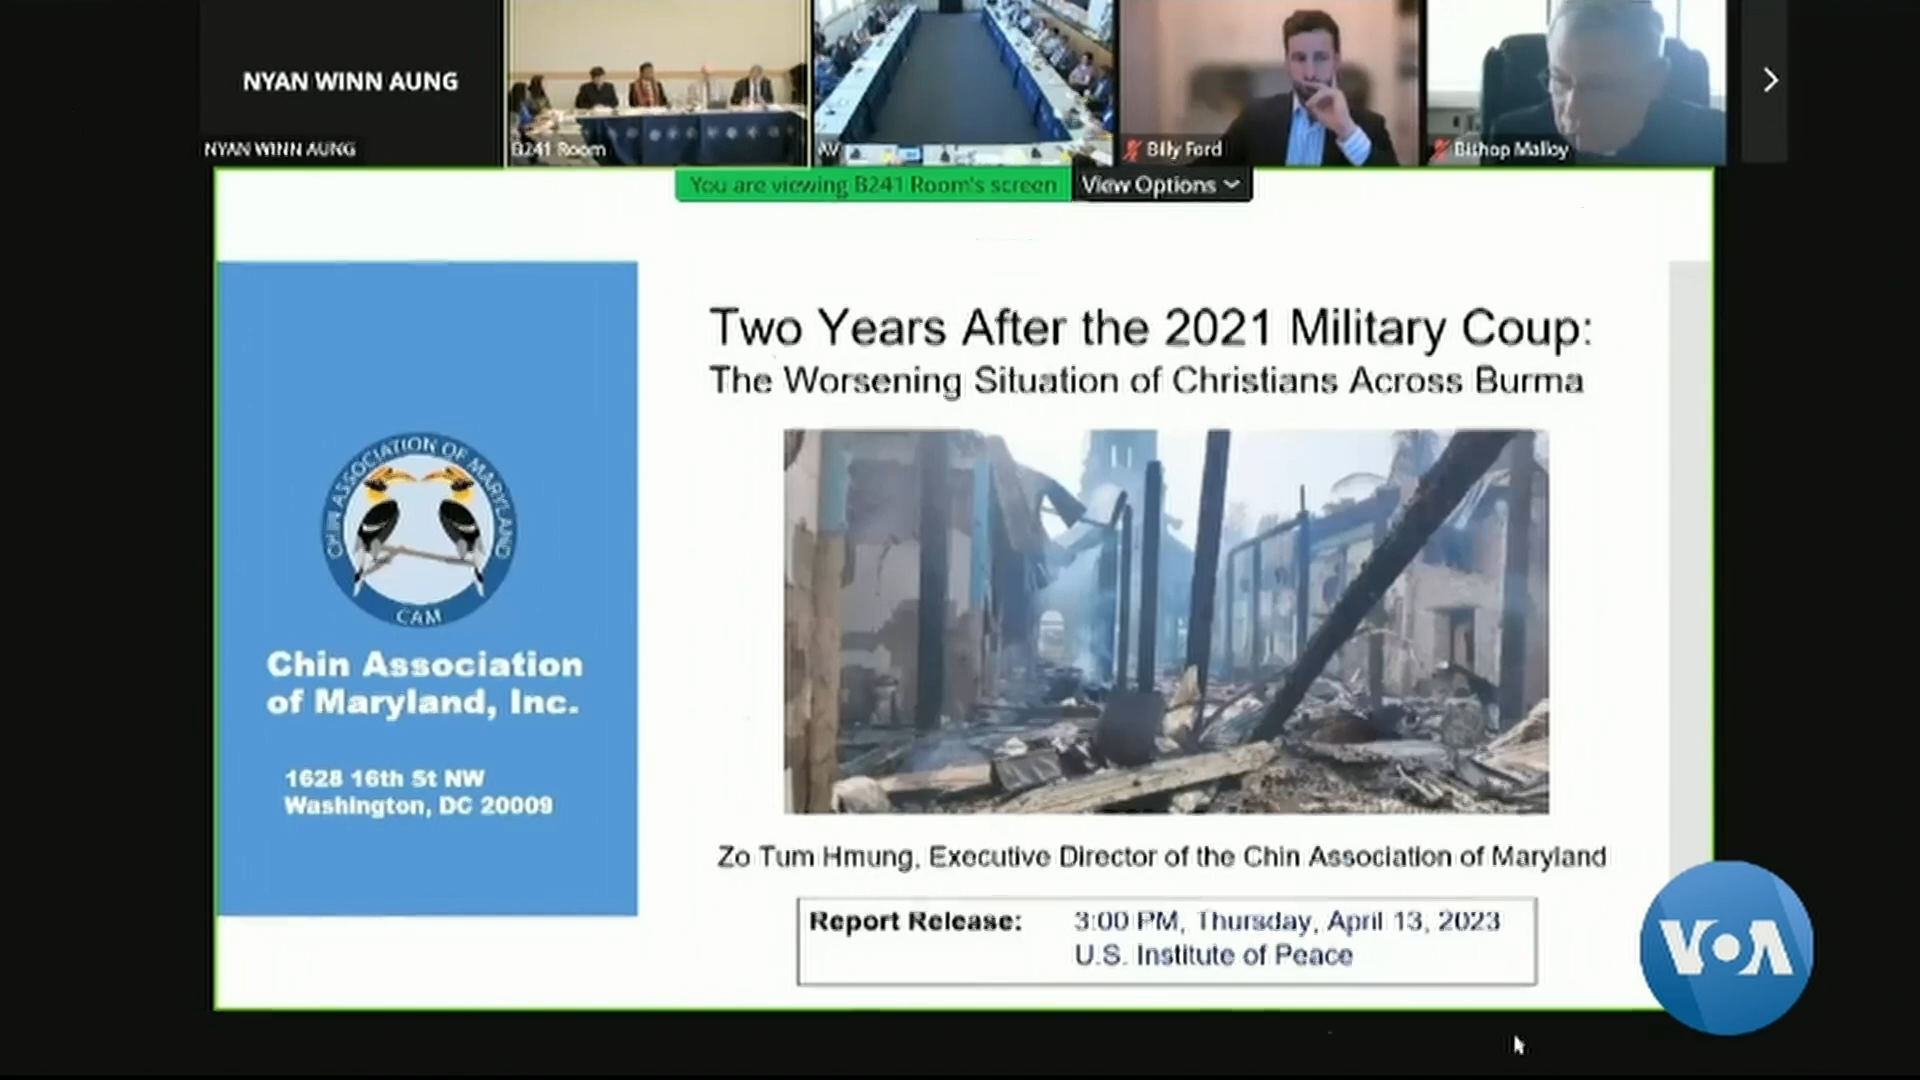 NYAN WINN AUNG
NYAN WINN AUNG
B241 Room
AV
Billy Ford
Bishop Malloy
You are viewing B241 Room's screen
View Options
Two Years After the 2021 Military Coup:
The Worsening Situation of Christians Across Burma
CHIN ASSOCIATION OF MARYLAND
CAM
Chin Association
of Maryland, Inc.
1628 16th St NW
Washington, DC 20009
Zo Tum Hmung, Executive Director of the Chin Association of Maryland
Report Release: 3:00 PM, Thursday, April 13, 2023
U.S. Institute of Peace
VOA